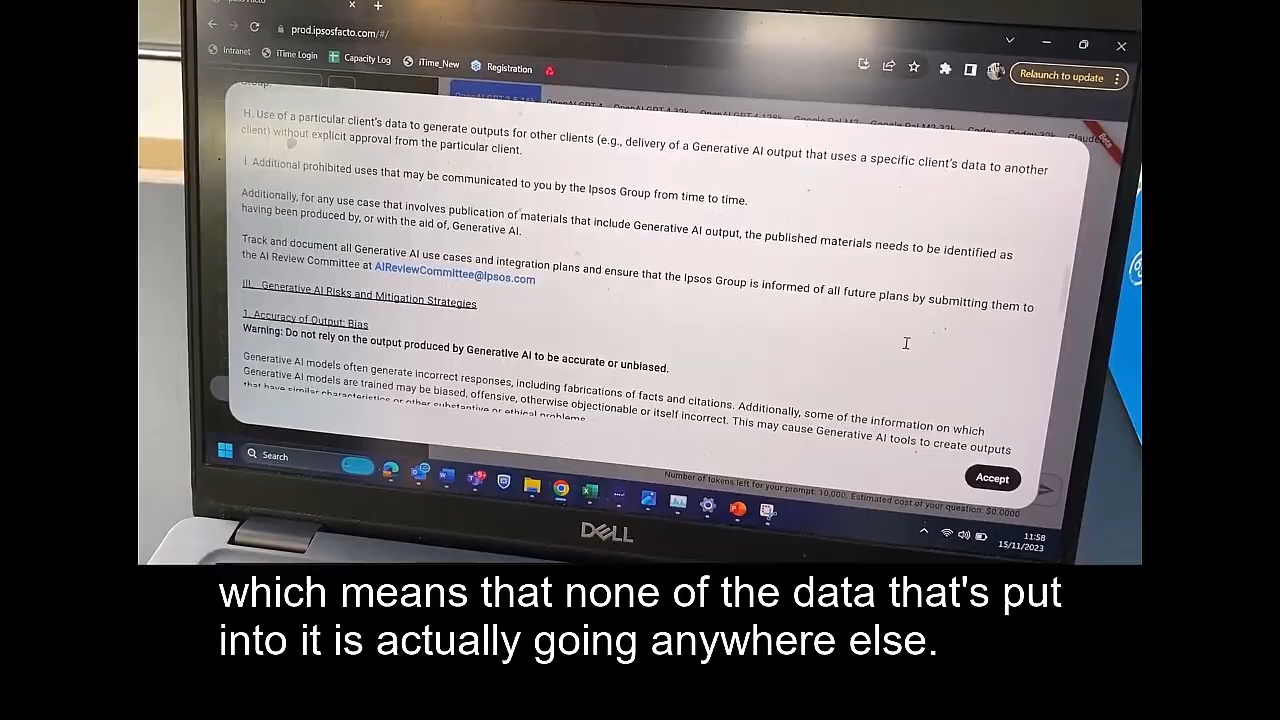 prod.ipsosfacto.com/#/
Intranet iTime Login Capacity Log iTime_New Registration
Relaunch to update
Beta
H. Use of a particular client's data to generate outputs for other clients (e.g., delivery of a Generative AI output that uses a specific client's data to another
client) without explicit approval from the particular client.
I. Additional prohibited uses that may be communicated to you by the Ipsos Group from time to time.
Additionally, for any use case that involves publication of materials that include Generative AI output, the published materials needs to be identified as
having been produced by, or with the aid of, Generative AI.
Track and document all Generative AI use cases and integration plans and ensure that the Ipsos Group is informed of all future plans by submitting them to
the AI Review Committee at AIReviewCommittee@Ipsos.com
III. Generative AI Risks and Mitigation Strategies
1. Accuracy of Output; Bias
Warning: Do not rely on the output produced by Generative AI to be accurate or unbiased.
Generative AI models often generate incorrect responses, including fabrications of facts and citations. Additionally, some of the information on which
Generative AI models are trained may be biased, offensive, otherwise objectionable or itself incorrect. This may cause Generative AI tools to create outputs
that have similar characteristics or other substantive or ethical problems.
Accept
Number of tokens left for your prompt: 10,000. Estimated cost of your question: $0.0000
Search
11:58
15/11/2023
DELL
which means that none of the data that's put
into it is actually going anywhere else.